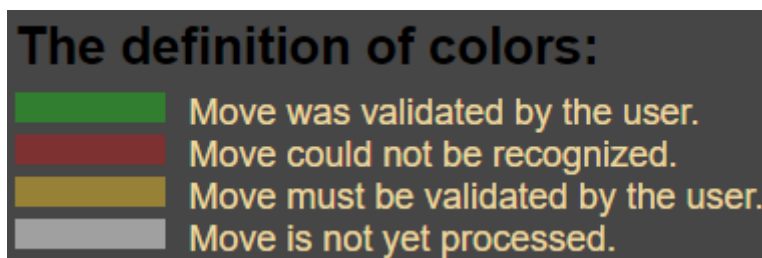 The definition of colors:
Move was validated by the user.
Move could not be recognized.
Move must be validated by the user.
Move is not yet processed.